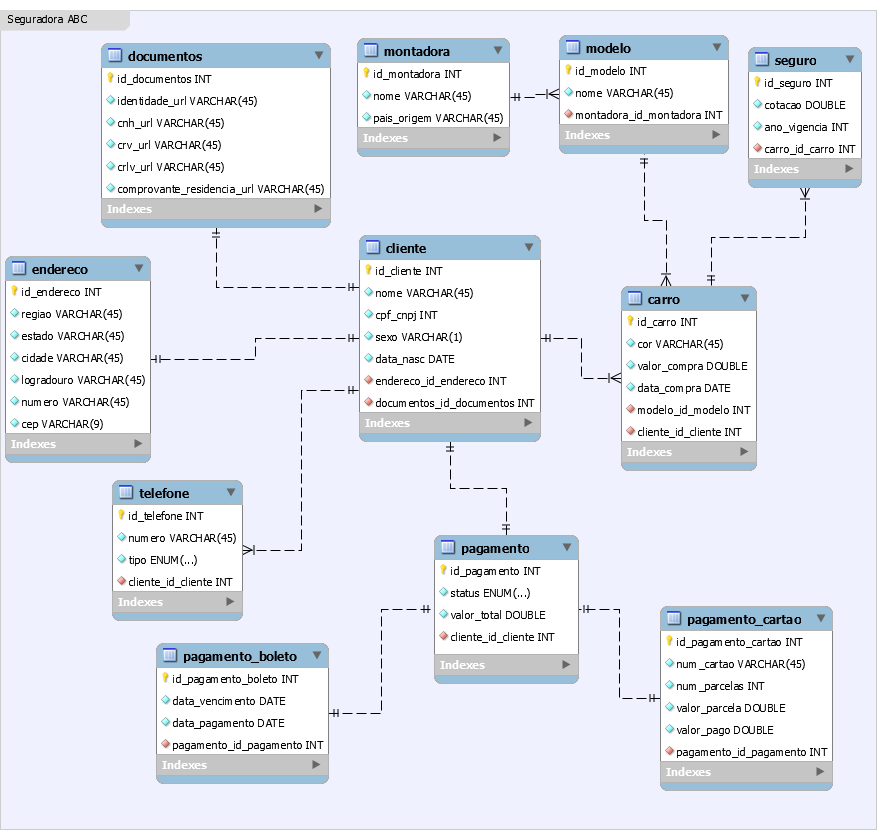 Seguradora ABC
documentos
id_documentos INT
identidade_url VARCHAR(45)
cnh_url VARCHAR(45)
crv_url VARCHAR(45)
crlv_url VARCHAR(45)
comprovante_residencia_url VARCHAR(45)
Indexes
montadora
id_montadora INT
nome VARCHAR(45)
pais_origem VARCHAR(45)
Indexes
modelo
id_modelo INT
nome VARCHAR(45)
montadora_id_montadora INT
Indexes
seguro
id_seguro INT
cotacao DOUBLE
ano_vigencia INT
carro_id_carro INT
Indexes
endereco
id_endereco INT
regiao VARCHAR(45)
estado VARCHAR(45)
cidade VARCHAR(45)
logradouro VARCHAR(45)
numero VARCHAR(45)
cep VARCHAR(9)
Indexes
cliente
id_cliente INT
nome VARCHAR(45)
cpf_cnpj INT
sexo VARCHAR(1)
data_nasc DATE
endereco_id_endereco INT
documentos_id_documentos INT
Indexes
carro
id_carro INT
cor VARCHAR(45)
valor_compra DOUBLE
data_compra DATE
modelo_id_modelo INT
cliente_id_cliente INT
Indexes
telefone
id_telefone INT
numero VARCHAR(45)
tipo ENUM(...)
cliente_id_cliente INT
Indexes
pagamento
id_pagamento INT
status ENUM(...)
valor_total DOUBLE
cliente_id_cliente INT
Indexes
pagamento_boleto
id_pagamento_boleto INT
data_vencimento DATE
data_pagamento DATE
pagamento_id_pagamento INT
Indexes
pagamento_cartao
id_pagamento_cartao INT
num_cartao VARCHAR(45)
num_parcelas INT
valor_parcela DOUBLE
valor_pago DOUBLE
pagamento_id_pagamento INT
Indexes